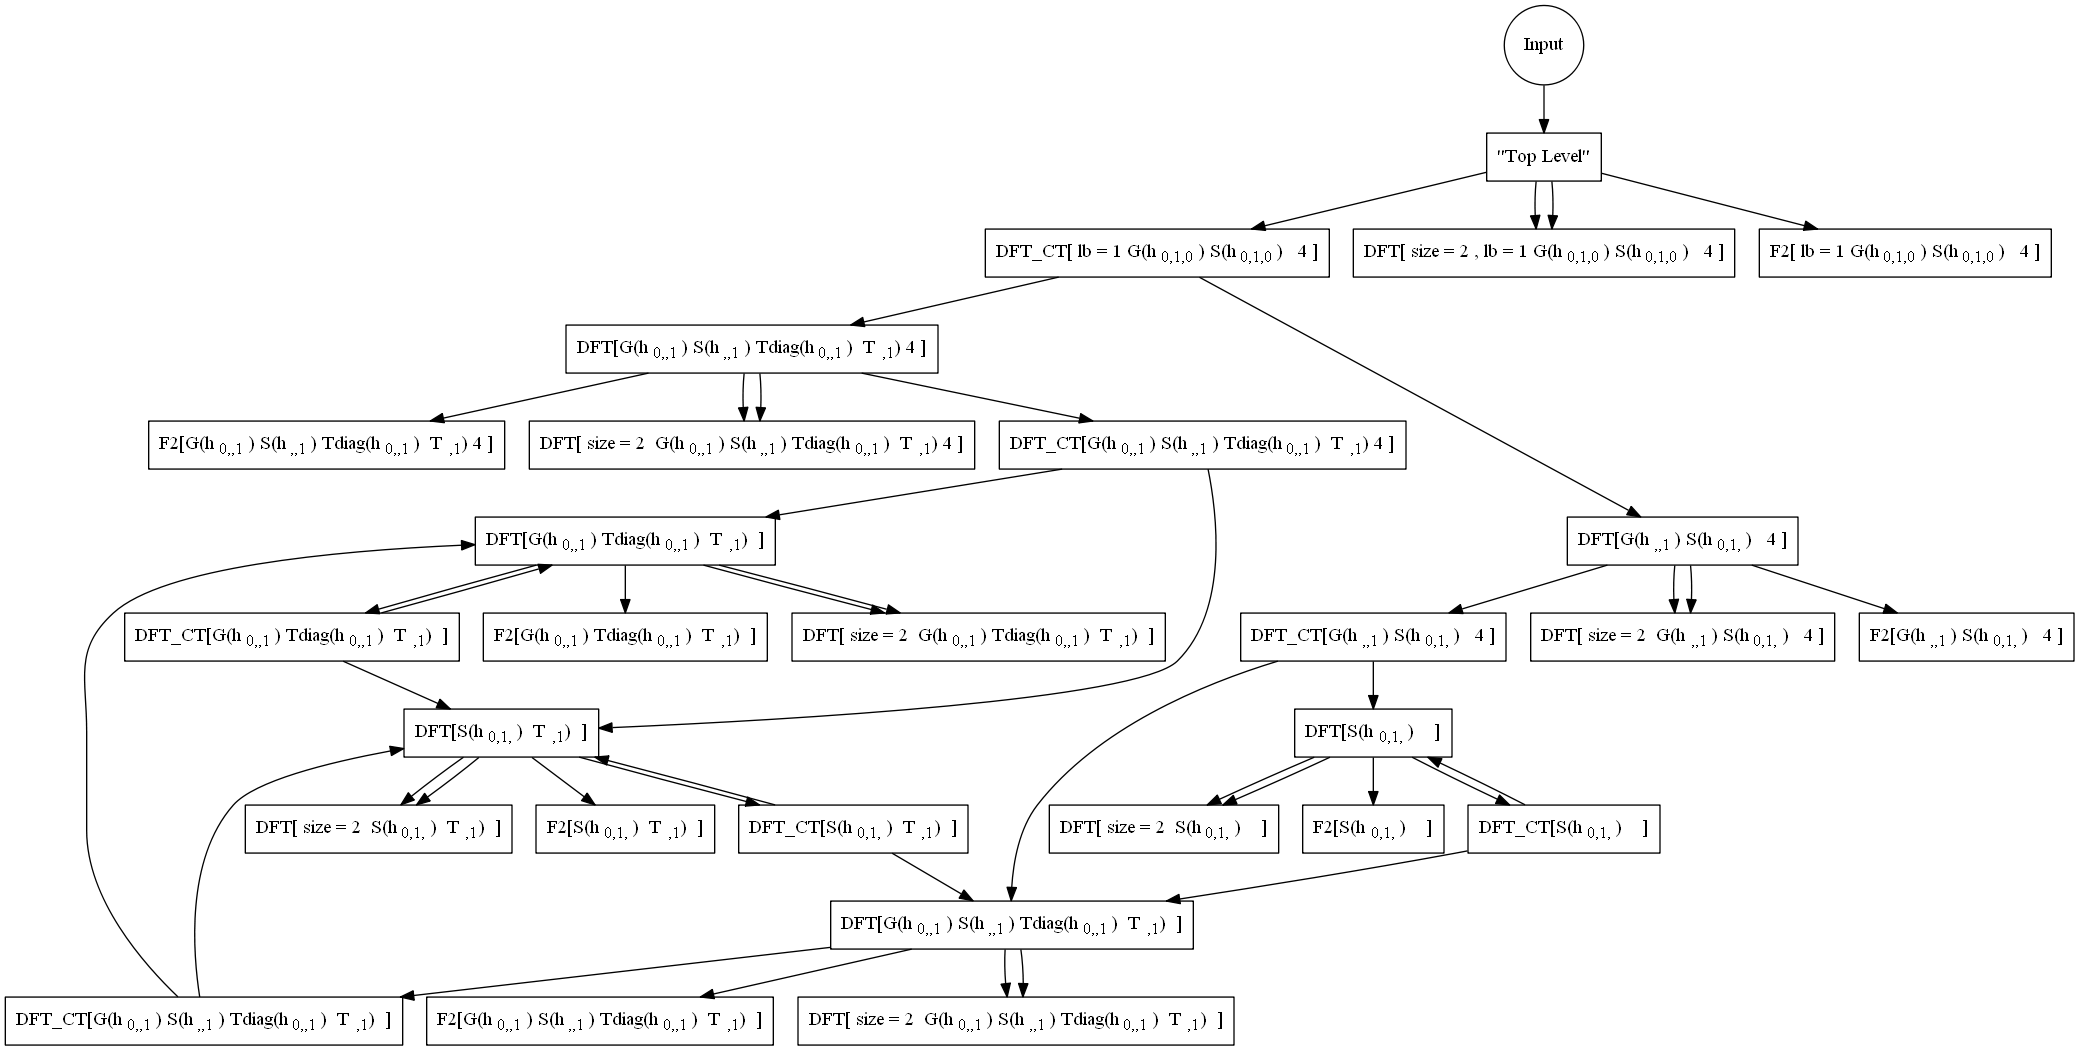 Input
"Top Level"
DFT_CT[ lb = 1 G(h 0,1,0 ) S(h 0,1,0 ) 4 ]
DFT[ size = 2 , lb = 1 G(h 0,1,0 ) S(h 0,1,0 ) 4 ]
F2[ lb = 1 G(h 0,1,0 ) S(h 0,1,0 ) 4 ]
DFT[G(h 0,,1 ) S(h ,,1 ) Tdiag(h 0,,1 ) T ,1) 4 ]
F2[G(h 0,,1 ) S(h ,,1 ) Tdiag(h 0,,1 ) T ,1) 4 ]
DFT[ size = 2 G(h 0,,1 ) S(h ,,1 ) Tdiag(h 0,,1 ) T ,1) 4 ]
DFT_CT[G(h 0,,1 ) S(h ,,1 ) Tdiag(h 0,,1 ) T ,1) 4 ]
DFT[G(h 0,,1 ) Tdiag(h 0,,1 ) T ,1) ]
DFT[G(h ,,1 ) S(h 0,1, ) 4 ]
DFT_CT[G(h 0,,1 ) Tdiag(h 0,,1 ) T ,1) ]
F2[G(h 0,,1 ) Tdiag(h 0,,1 ) T ,1) ]
DFT[ size = 2 G(h 0,,1 ) Tdiag(h 0,,1 ) T ,1) ]
DFT_CT[G(h ,,1 ) S(h 0,1, ) 4 ]
DFT[ size = 2 G(h ,,1 ) S(h 0,1, ) 4 ]
F2[G(h ,,1 ) S(h 0,1, ) 4 ]
DFT[S(h 0,1, ) T ,1) ]
DFT[S(h 0,1, ) ]
DFT[ size = 2 S(h 0,1, ) T ,1) ]
F2[S(h 0,1, ) T ,1) ]
DFT_CT[S(h 0,1, ) T ,1) ]
DFT[ size = 2 S(h 0,1, ) ]
F2[S(h 0,1, ) ]
DFT_CT[S(h 0,1, ) ]
DFT[G(h 0,,1 ) S(h ,,1 ) Tdiag(h 0,,1 ) T ,1) ]
DFT_CT[G(h 0,,1 ) S(h ,,1 ) Tdiag(h 0,,1 ) T ,1) ]
F2[G(h 0,,1 ) S(h ,,1 ) Tdiag(h 0,,1 ) T ,1) ]
DFT[ size = 2 G(h 0,,1 ) S(h ,,1 ) Tdiag(h 0,,1 ) T ,1) ]